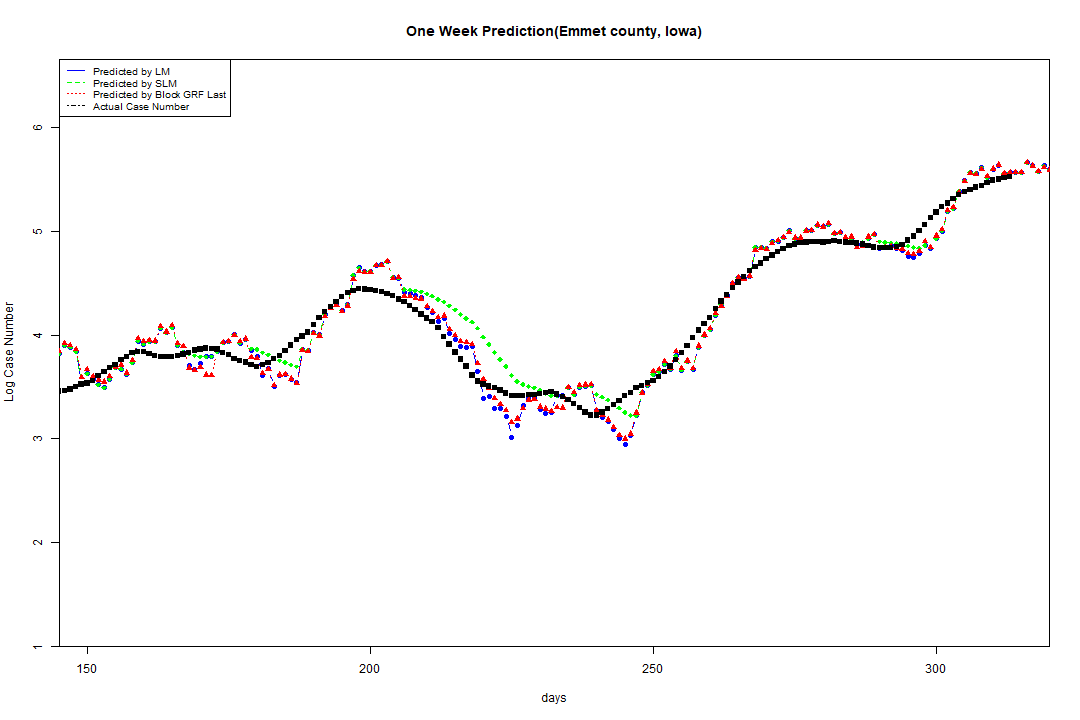 One Week Prediction(Emmet county, Iowa)
Predicted by LM
Predicted by SLM
Predicted by Block GRF Last
Actual Case Number
6
5
4
3
2
1
Log Case Number
150 200 250 300
days